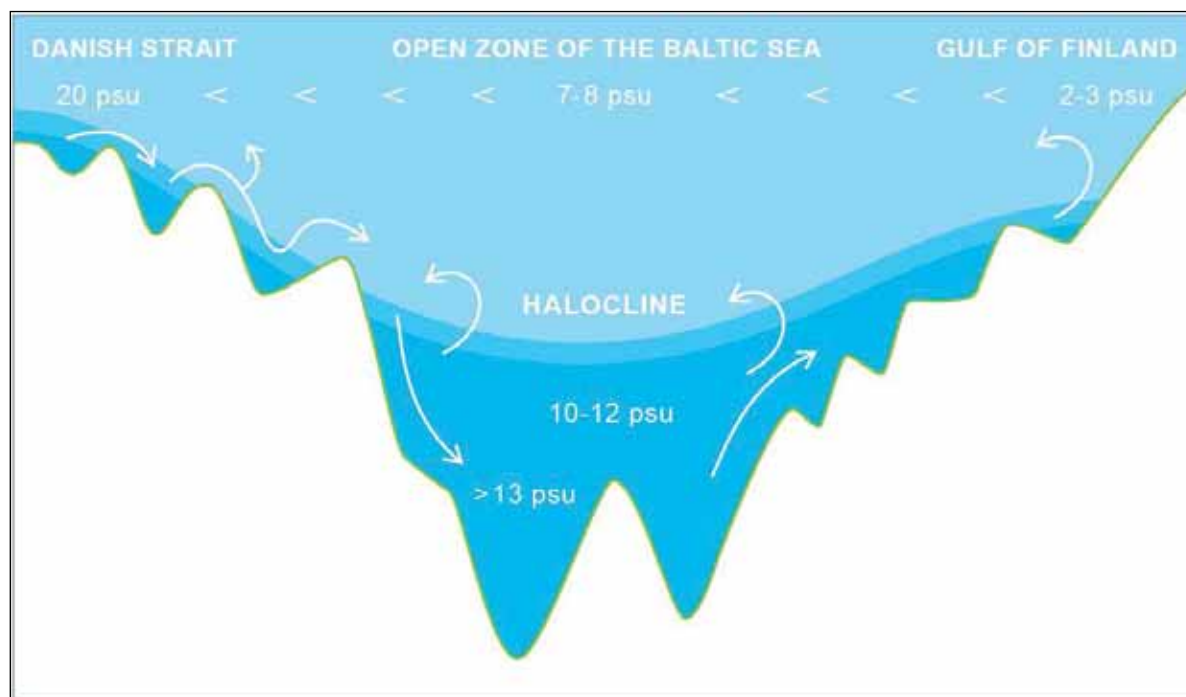 DANISH STRAIT OPEN ZONE OF THE BALTIC SEA GULF OF FINLAND
20 psu < < < < 7-8 psu < < < < 2-3 psu
HALOCLINE
10-12 psu
>13 psu